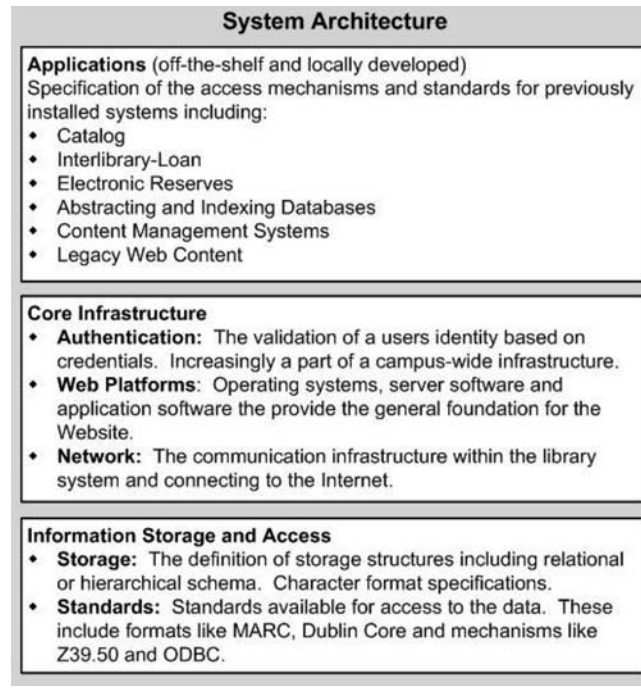 System Architecture
Applications (off-the-shelf and locally developed)
Specification of the access mechanisms and standards for previously
installed systems including:
◆ Catalog
◆ Interlibrary-Loan
◆ Electronic Reserves
◆ Abstracting and Indexing Databases
◆ Content Management Systems
◆ Legacy Web Content
Core Infrastructure
◆ Authentication: The validation of a users identity based on
credentials. Increasingly a part of a campus-wide infrastructure.
◆ Web Platforms: Operating systems, server software and
application software the provide the general foundation for the
Website.
◆ Network: The communication infrastructure within the library
system and connecting to the Internet.
Information Storage and Access
◆ Storage: The definition of storage structures including relational
or hierarchical schema. Character format specifications.
◆ Standards: Standards available for access to the data. These
include formats like MARC, Dublin Core and mechanisms like
Z39.50 and ODBC.